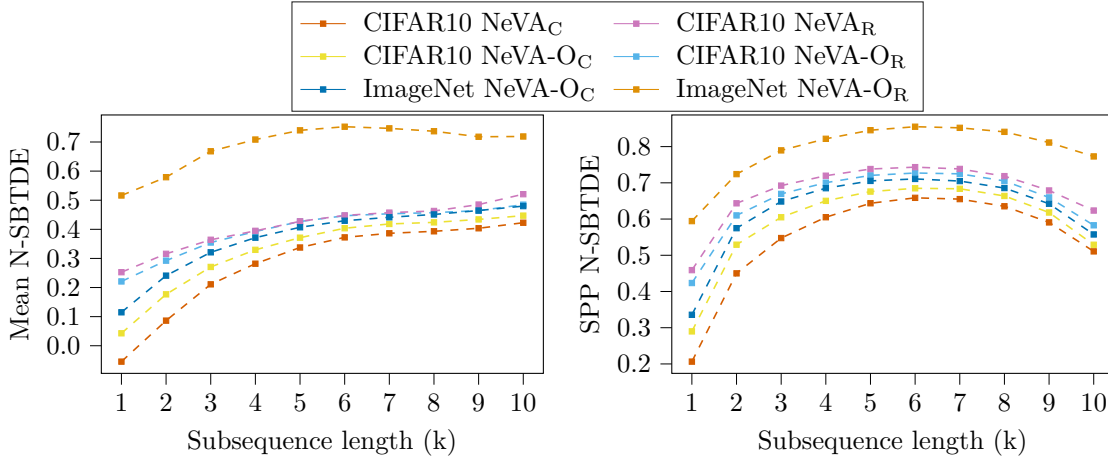 CIFAR10 NeVA_C CIFAR10 NeVA_R
CIFAR10 NeVA-O_C CIFAR10 NeVA-O_R
ImageNet NeVA-O_C ImageNet NeVA-O_R
Mean N-SBTDE
0.7
0.6
0.5
0.4
0.3
0.2
0.1
0.0
1 2 3 4 5 6 7 8 9 10
Subsequence length (k)
SPP N-SBTDE
0.8
0.7
0.6
0.5
0.4
0.3
0.2
1 2 3 4 5 6 7 8 9 10
Subsequence length (k)